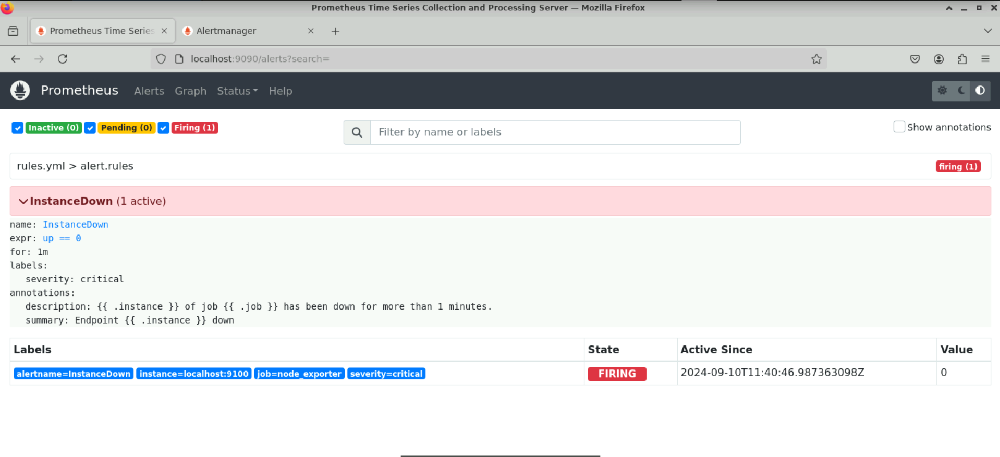 Prometheus Time Series Collection and Processing Server — Mozilla Firefox
Prometheus Time Series
Alertmanager
localhost:9090/alerts?search=
Prometheus Alerts Graph Status Help
Inactive (0) Pending (0) Firing (1)
Filter by name or labels
Show annotations
rules.yml > alert.rules
firing (1)
InstanceDown (1 active)
name: InstanceDown
expr: up == 0
for: 1m
labels:
severity: critical
annotations:
description: {{ .instance }} of job {{ .job }} has been down for more than 1 minutes.
summary: Endpoint {{ .instance }} down
Labels State Active Since Value
alertname=InstanceDown instance=localhost:9100 job=node_exporter severity=critical FIRING 2024-09-10T11:40:46.987363098Z 0